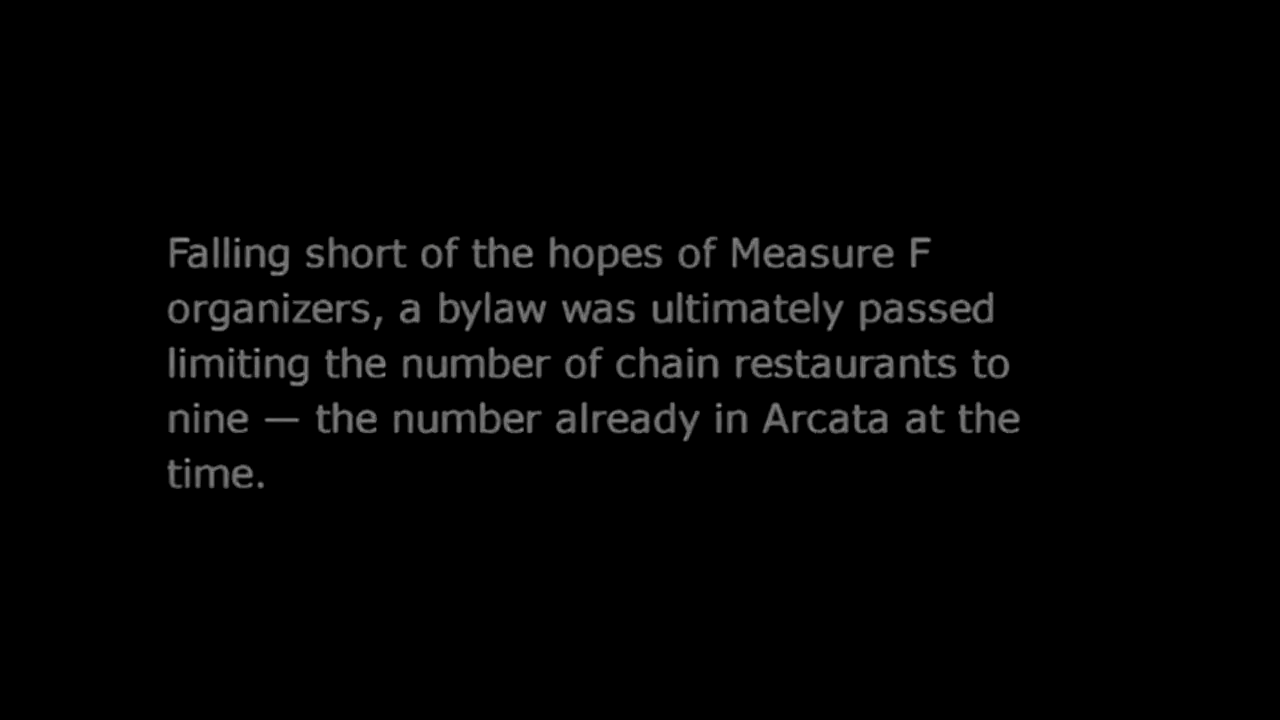 Falling short of the hopes of Measure F
organizers, a bylaw was ultimately passed
limiting the number of chain restaurants to
nine — the number already in Arcata at the
time.